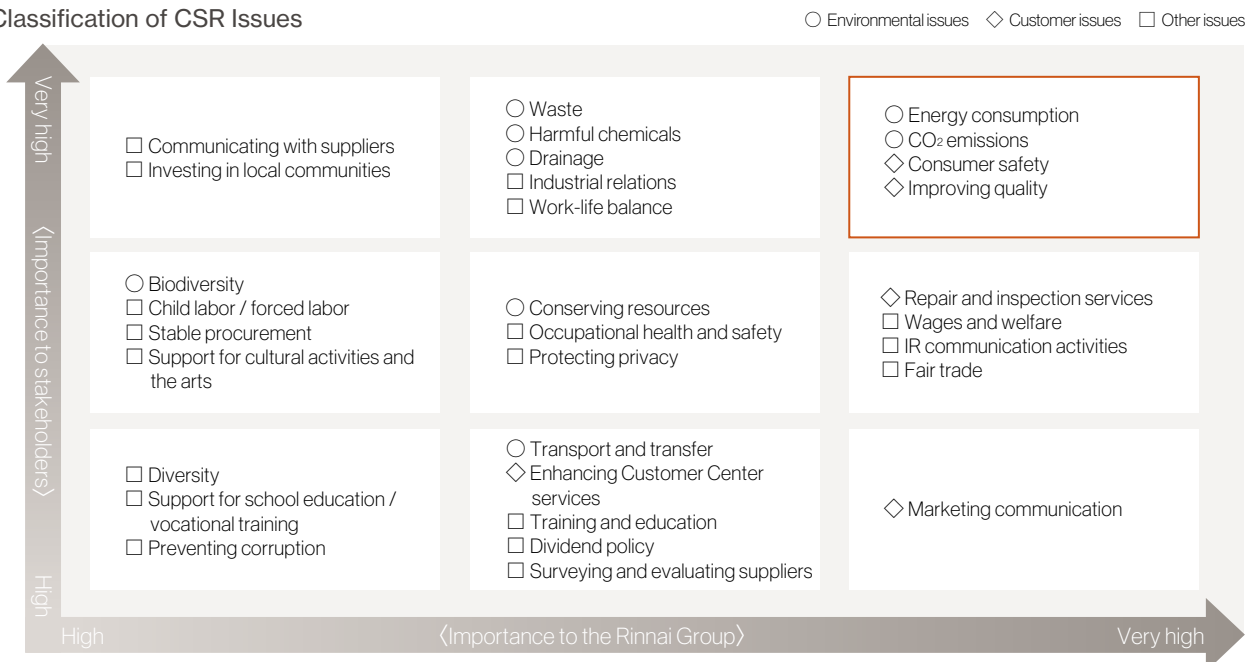 Classification of CSR Issues
○ Environmental issues ◇ Customer issues □ Other issues
Very high
〈Importance to stakeholders〉
High
□ Communicating with suppliers
□ Investing in local communities
○ Waste
○ Harmful chemicals
○ Drainage
□ Industrial relations
□ Work-life balance
○ Energy consumption
○ CO2 emissions
◇ Consumer safety
◇ Improving quality
○ Biodiversity
□ Child labor / forced labor
□ Stable procurement
□ Support for cultural activities and
the arts
○ Conserving resources
□ Occupational health and safety
□ Protecting privacy
◇ Repair and inspection services
□ Wages and welfare
□ IR communication activities
□ Fair trade
□ Diversity
□ Support for school education /
vocational training
□ Preventing corruption
○ Transport and transfer
◇ Enhancing Customer Center
services
□ Training and education
□ Dividend policy
□ Surveying and evaluating suppliers
◇ Marketing communication
High
〈Importance to the Rinnai Group〉
Very high